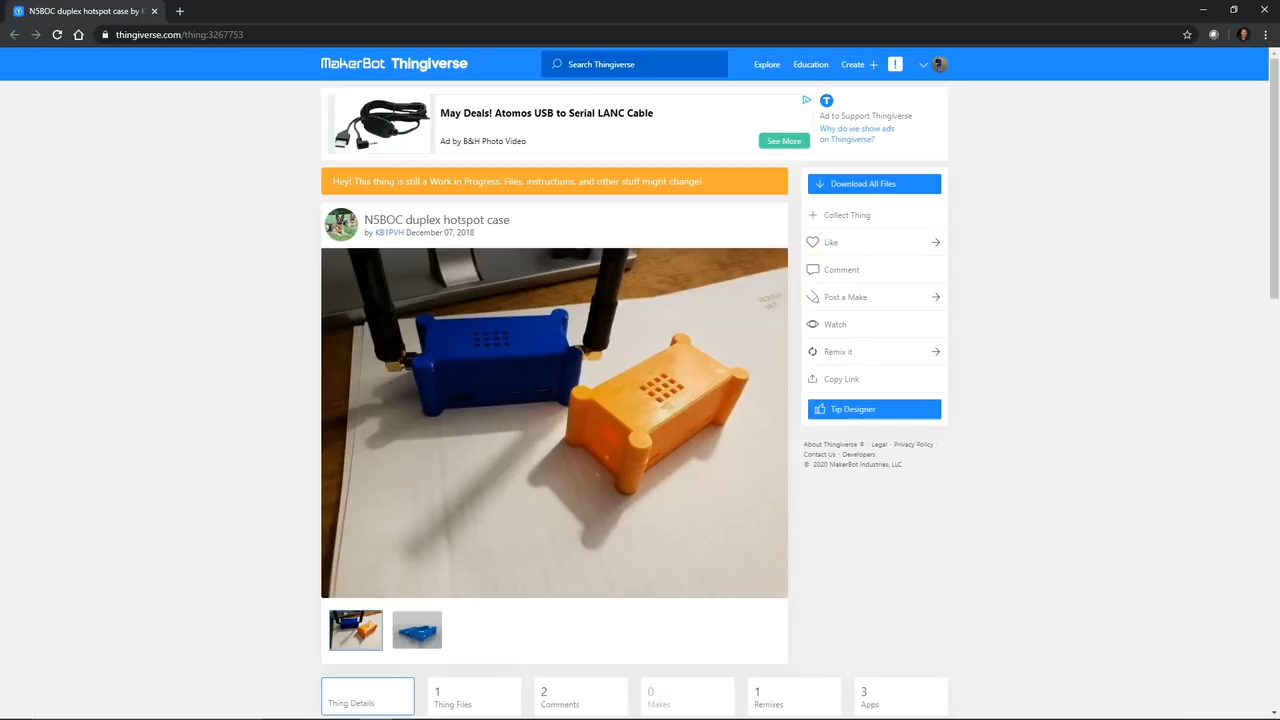 N5BOC duplex hotspot case by K
thingiverse.com/thing:3267753
MakerBot Thingiverse
Search Thingiverse
Explore
Education
Create
May Deals! Atomos USB to Serial LANC Cable
Ad by B&H Photo Video
See More
Ad to Support Thingiverse
Why do we show ads
on Thingiverse?
Hey! This thing is still a Work in Progress. Files, instructions, and other stuff might change!
N5BOC duplex hotspot case
by KB1PVH December 07, 2018
Download All Files
Collect Thing
Like
Comment
Post a Make
Watch
Remix it
Copy Link
Tip Designer
About Thingiverse ® · Legal · Privacy Policy ·
Contact Us · Developers
© 2020 MakerBot Industries, LLC
Thing Details
1
Thing Files
2
Comments
0
Makes
1
Remixes
3
Apps